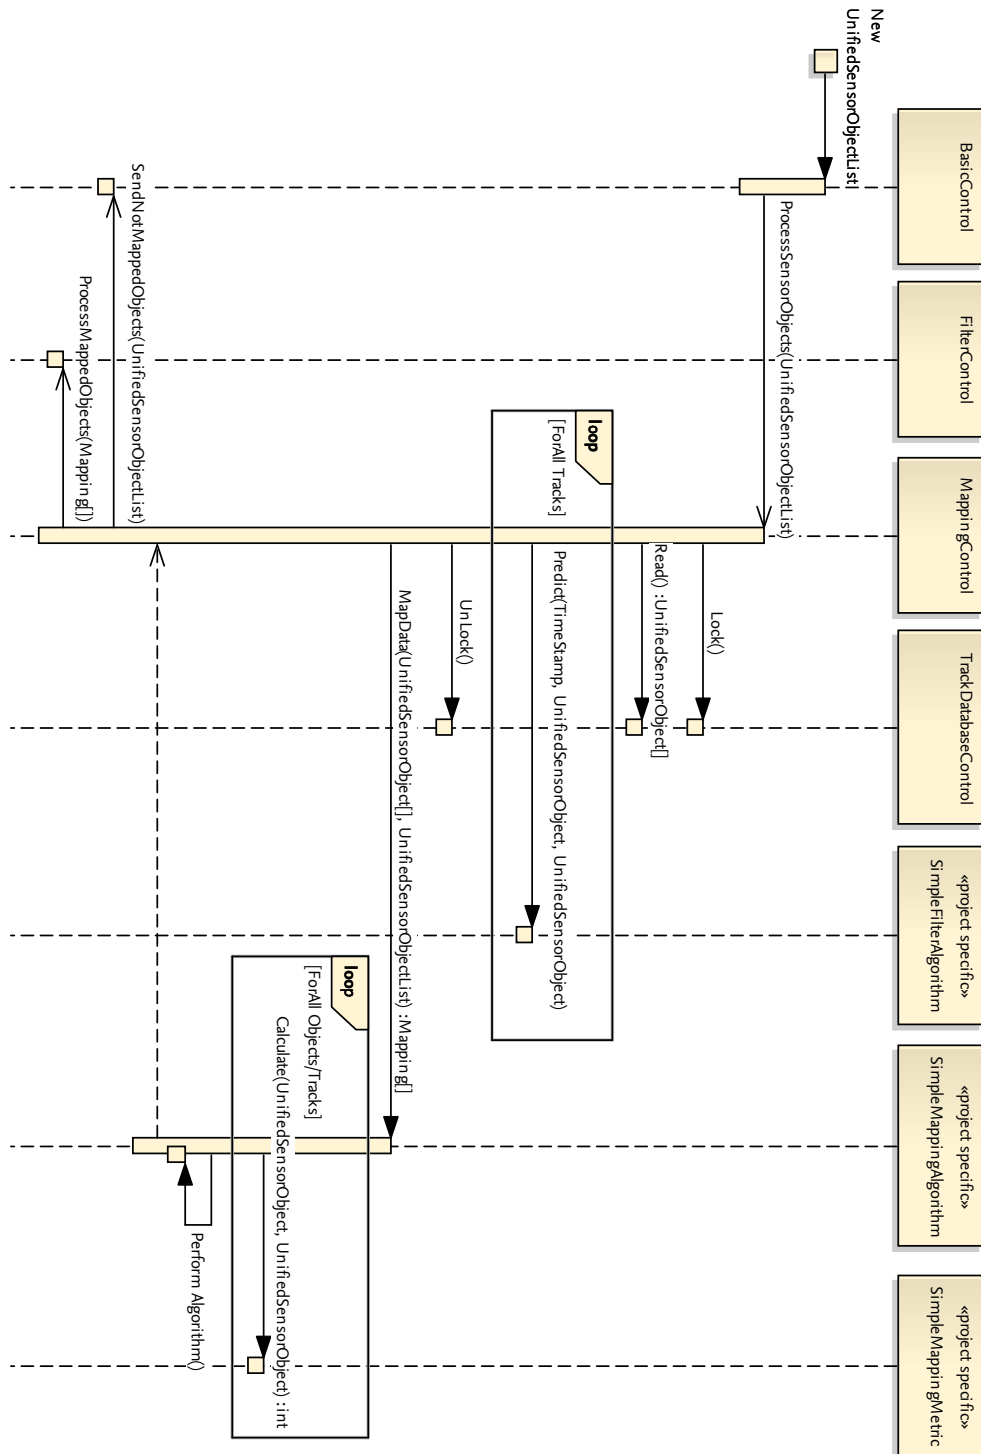 New
UnifiedSensorObjectList
BasicControl
FilterControl
MappingControl
TrackDatabaseControl
«project specific»
SimpleFilterAlgorithm
«project specific»
SimpleMappingAlgorithm
«project specific»
SimpleMappingMetric
ProcessSensorObjects(UnifiedSensorObjectList)
Lock()
Read() :UnifiedSensorObject[]
loop
[ForAll Tracks]
Predict(TimeStamp, UnifiedSensorObject, UnifiedSensorObject)
UnLock()
MapData(UnifiedSensorObject[], UnifiedSensorObjectList) :Mapping[]
loop
[ForAll Objects/Tracks]
Calculate(UnifiedSensorObject, UnifiedSensorObject) :int
Perform Algorithm()
SendNotMappedObjects(UnifiedSensorObjectList)
ProcessMappedObjects(Mapping[])